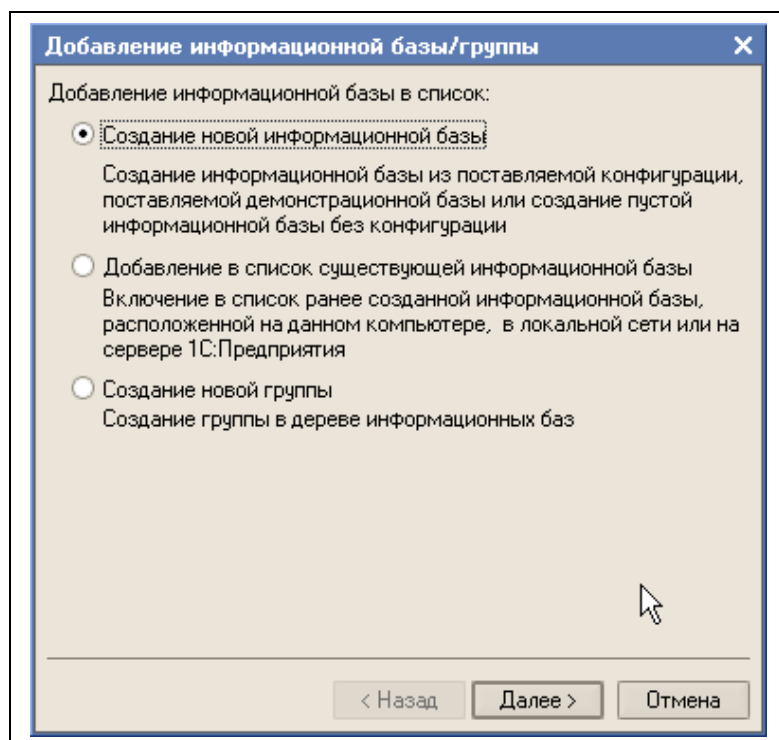 Добавление информационной базы/группы
Добавление информационной базы в список:
Создание новой информационной базы
Создание информационной базы из поставляемой конфигурации,
поставляемой демонстрационной базы или создание пустой
информационной базы без конфигурации
Добавление в список существующей информационной базы
Включение в список ранее созданной информационной базы,
расположенной на данном компьютере, в локальной сети или на
сервере 1С:Предприятия
Создание новой группы
Создание группы в дереве информационных баз
< Назад Далее > Отмена